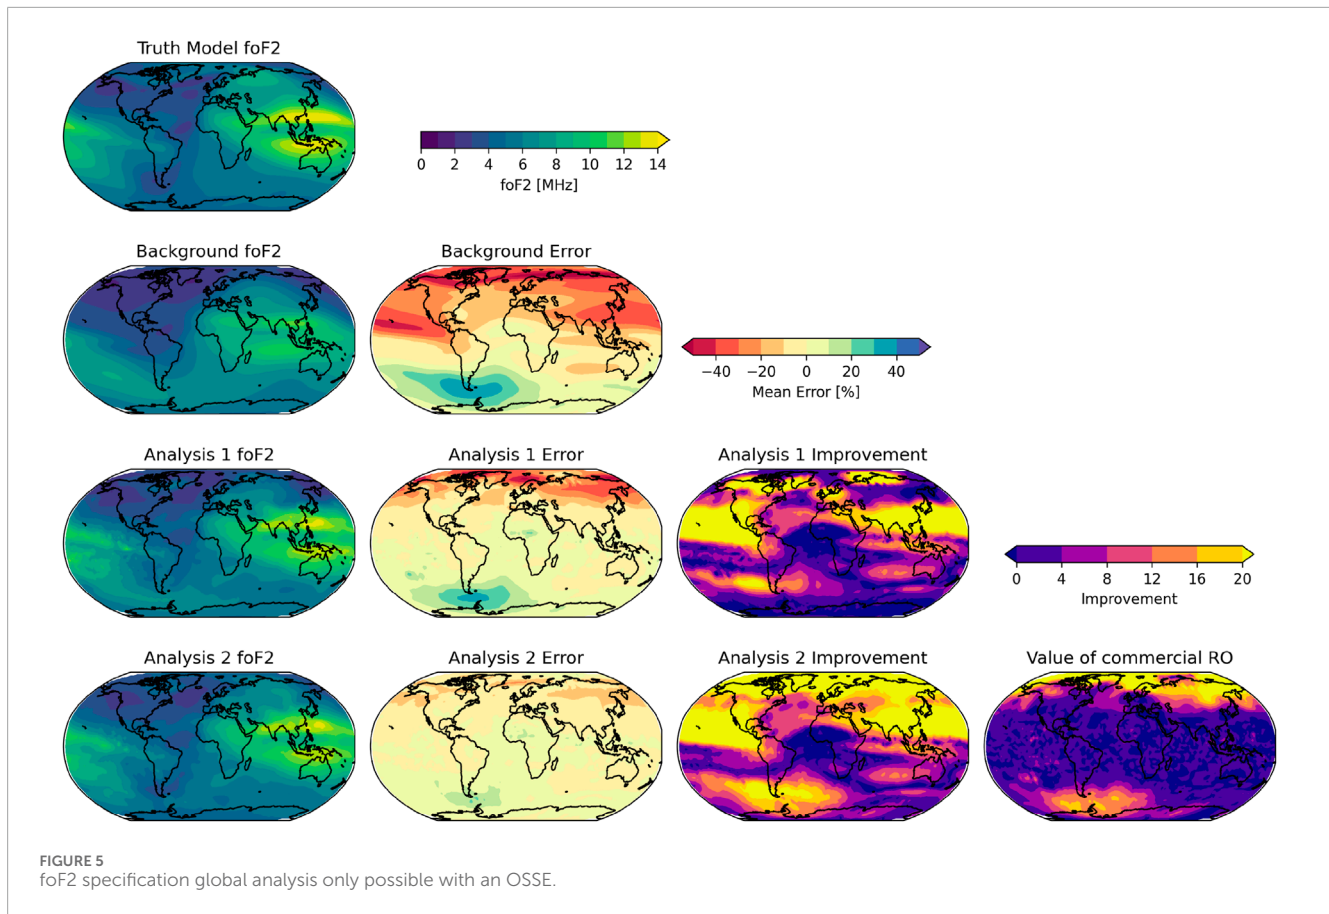 Truth Model foF2
0 2 4 6 8 10 12 14
foF2 [MHz]
Background foF2
Background Error
−40 −20 0 20 40
Mean Error [%]
Analysis 1 foF2
Analysis 1 Error
Analysis 1 Improvement
0 4 8 12 16 20
Improvement
Analysis 2 foF2
Analysis 2 Error
Analysis 2 Improvement
Value of commercial RO
FIGURE 5
foF2 specification global analysis only possible with an OSSE.